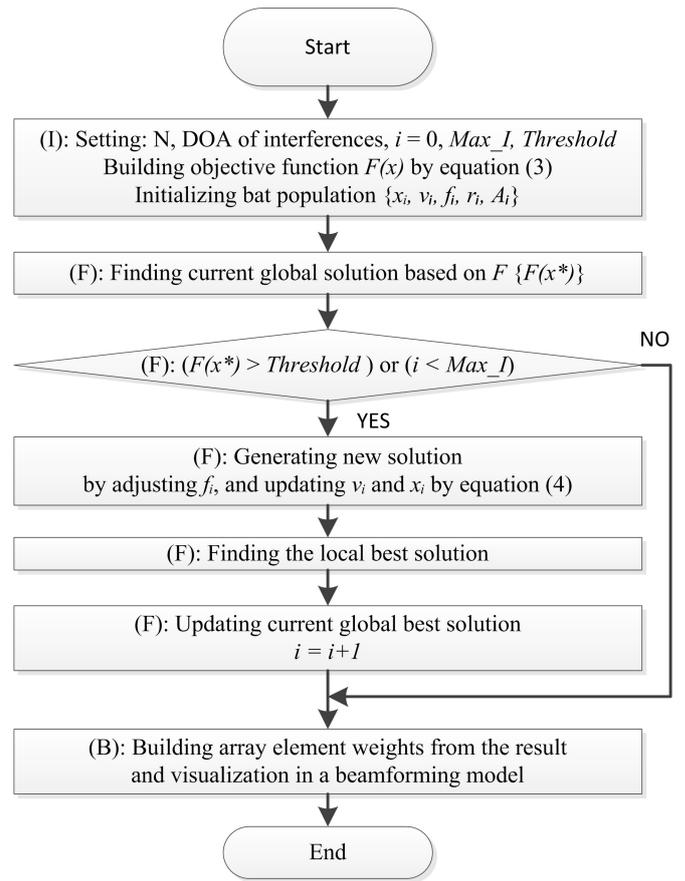 Start
(I): Setting: N, DOA of interferences, i = 0, Max_I, Threshold
Building objective function F(x) by equation (3)
Initializing bat population {xᵢ, vᵢ, fᵢ, rᵢ, Aᵢ}
(F): Finding current global solution based on F {F(x*)}
(F): (F(x*) > Threshold ) or (i < Max_I)
NO
YES
(F): Generating new solution
by adjusting fᵢ, and updating vᵢ and xᵢ by equation (4)
(F): Finding the local best solution
(F): Updating current global best solution
i = i+1
(B): Building array element weights from the result
and visualization in a beamforming model
End